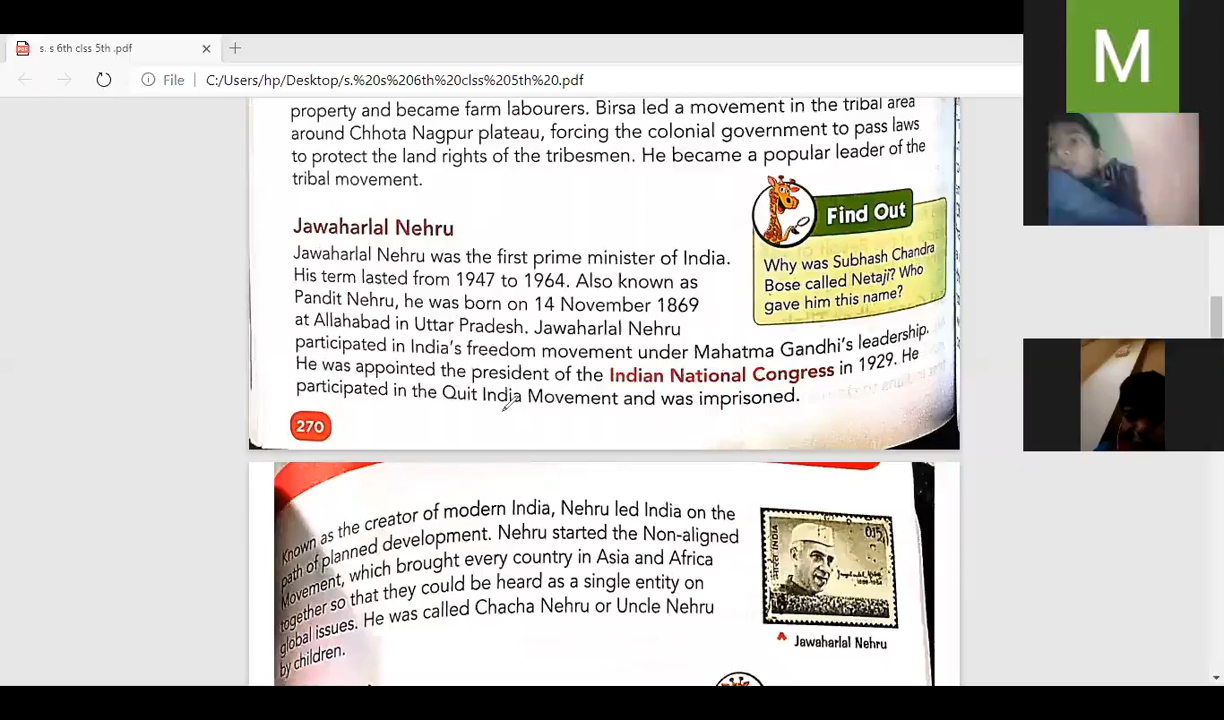 s. s 6th clss 5th .pdf
File
C:/Users/hp/Desktop/s.%20s%206th%20clss%205th%20.pdf
M
property and became farm labourers. Birsa led a movement in the tribal area
around Chhota Nagpur plateau, forcing the colonial government to pass laws
to protect the land rights of the tribesmen. He became a popular leader of the
tribal movement.
Jawaharlal Nehru
Jawaharlal Nehru was the first prime minister of India.
His term lasted from 1947 to 1964. Also known as
Pandit Nehru, he was born on 14 November 1869
at Allahabad in Uttar Pradesh. Jawaharlal Nehru
participated in India's freedom movement under Mahatma Gandhi's leadership.
He was appointed the president of the Indian National Congress in 1929. He
participated in the Quit India Movement and was imprisoned.
Find Out
Why was Subhash Chandra
Bose called Netaji? Who
gave him this name?
270
Known as the creator of modern India, Nehru led India on the
path of planned development. Nehru started the Non-aligned
Movement, which brought every country in Asia and Africa
together so that they could be heard as a single entity on
global issues. He was called Chacha Nehru or Uncle Nehru
by children.
015
INDIA
Jawaharlal Nehru